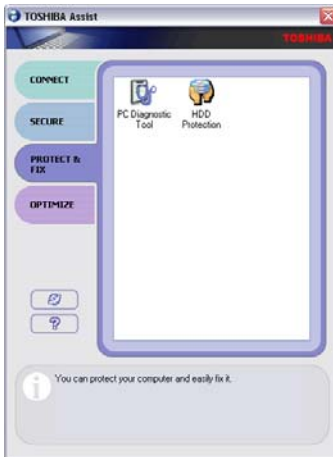 TOSHIBA Assist
TOSHIBA
CONNECT
SECURE
PROTECT &
FIX
OPTIMIZE
PC Diagnostic
Tool
HDD
Protection
?
i
You can protect your computer and easily fix it.